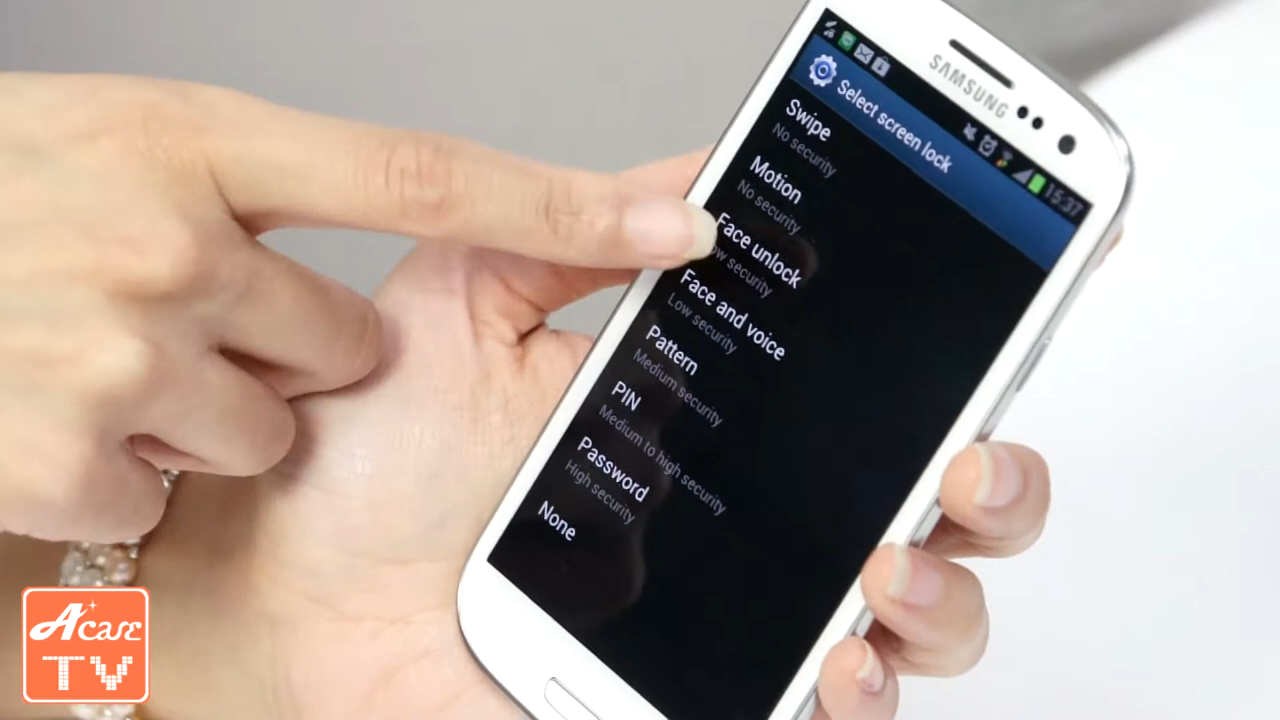 SAMSUNG
15:37
Select screen lock
Swipe
No security
Motion
No security
Face unlock
Low security
Face and voice
Low security
Pattern
Medium security
PIN
Medium to high security
Password
High security
None
A'case
TV